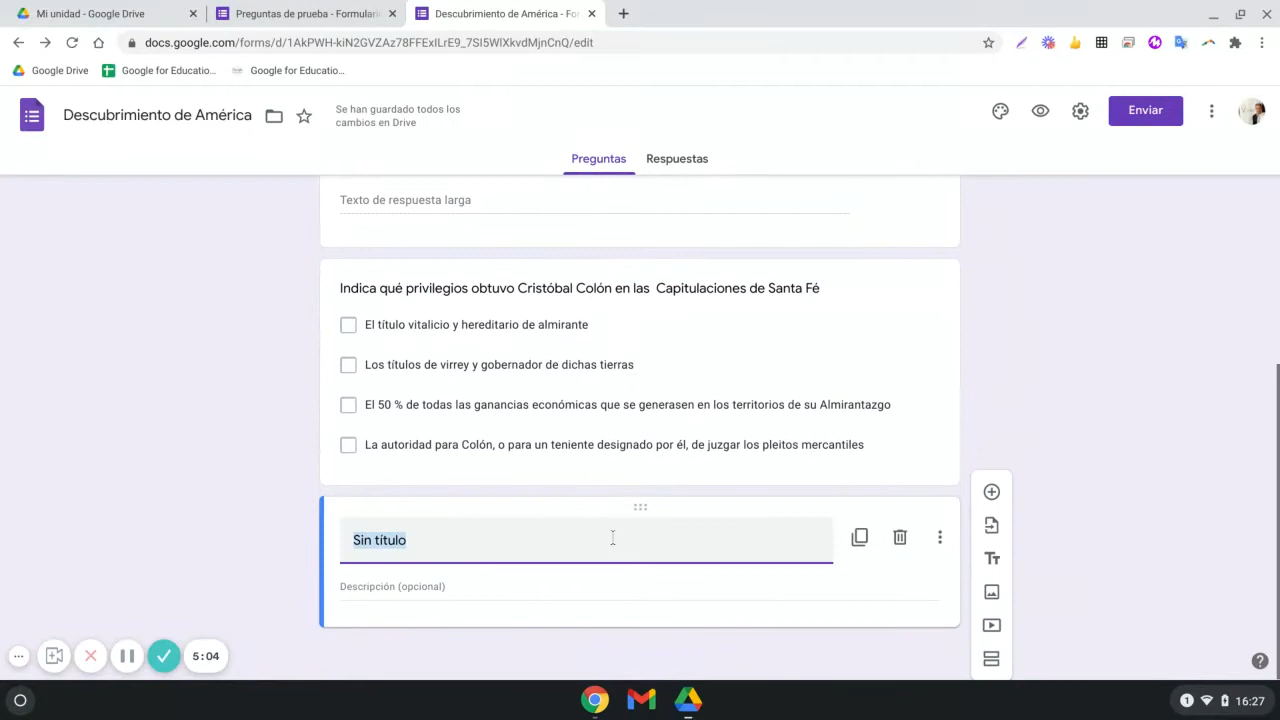 Mi unidad - Google Drive
Preguntas de prueba - Formulari
Descubrimiento de América - For
docs.google.com/forms/d/1AkPWH-kiN2GVZAz78FFExILrE9_7SI5WlXkvdMjnCnQ/edit
Google Drive
Google for Educatio...
Google for Educatio...
Descubrimiento de América
Se han guardado todos los
cambios en Drive
Enviar
Preguntas
Respuestas
Texto de respuesta larga
Indica qué privilegios obtuvo Cristóbal Colón en las  Capitulaciones de Santa Fé
El título vitalicio y hereditario de almirante
Los títulos de virrey y gobernador de dichas tierras
El 50 % de todas las ganancias económicas que se generasen en los territorios de su Almirantazgo
La autoridad para Colón, o para un teniente designado por él, de juzgar los pleitos mercantiles
Sin título
Descripción (opcional)
Tт
5:04
1
16:27